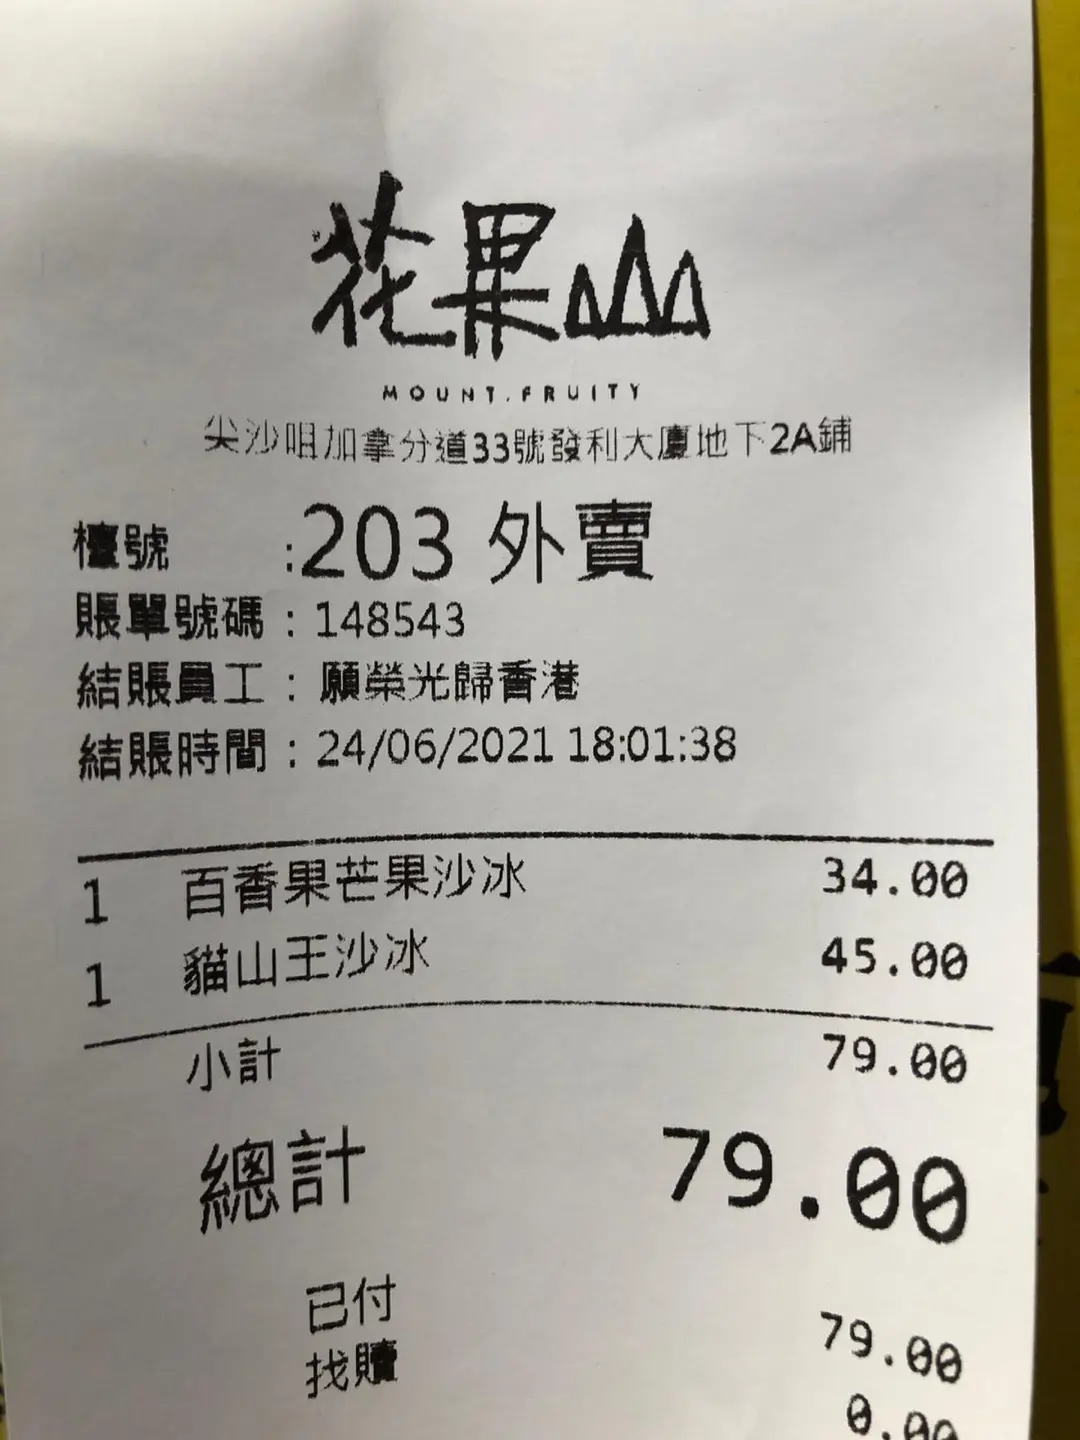 花果山
MOUNT.FRUITY
尖沙咀加拿分道33號發利大廈地下2A鋪
檯號 :203 外賣
賬單號碼 : 148543
結賬員工 : 願榮光歸香港
結賬時間 : 24/06/2021 18:01:38
1 百香果芒果沙冰 34.00
1 貓山王沙冰 45.00
小計 79.00
總計 79.00
已付 79.00
找贖 0.00